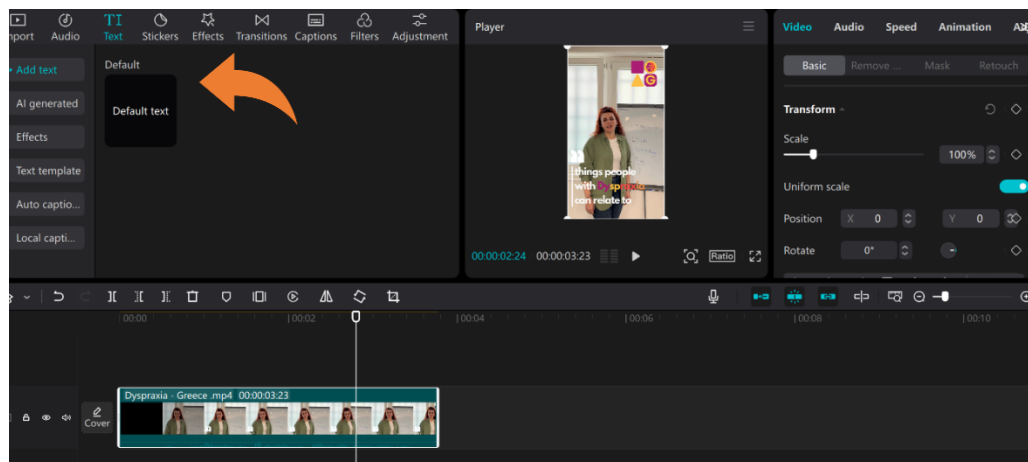 Import Audio Text Stickers Effects Transitions Captions Filters Adjustment
+ Add text
AI generated
Effects
Text template
Auto captio...
Local capti...
Default
Default text
Player
things people
with Dyspraxia
can relate to
00:00:02:24 00:00:03:23
Ratio
Video Audio Speed Animation
Basic Remove ... Mask Retouch
Transform
Scale
100%
Uniform scale
Position X 0 Y 0
Rotate 0°
00:00 00:02 00:04 00:06 00:08 00:10
Dyspraxia - Greece .mp4 00:00:03:23
Cover